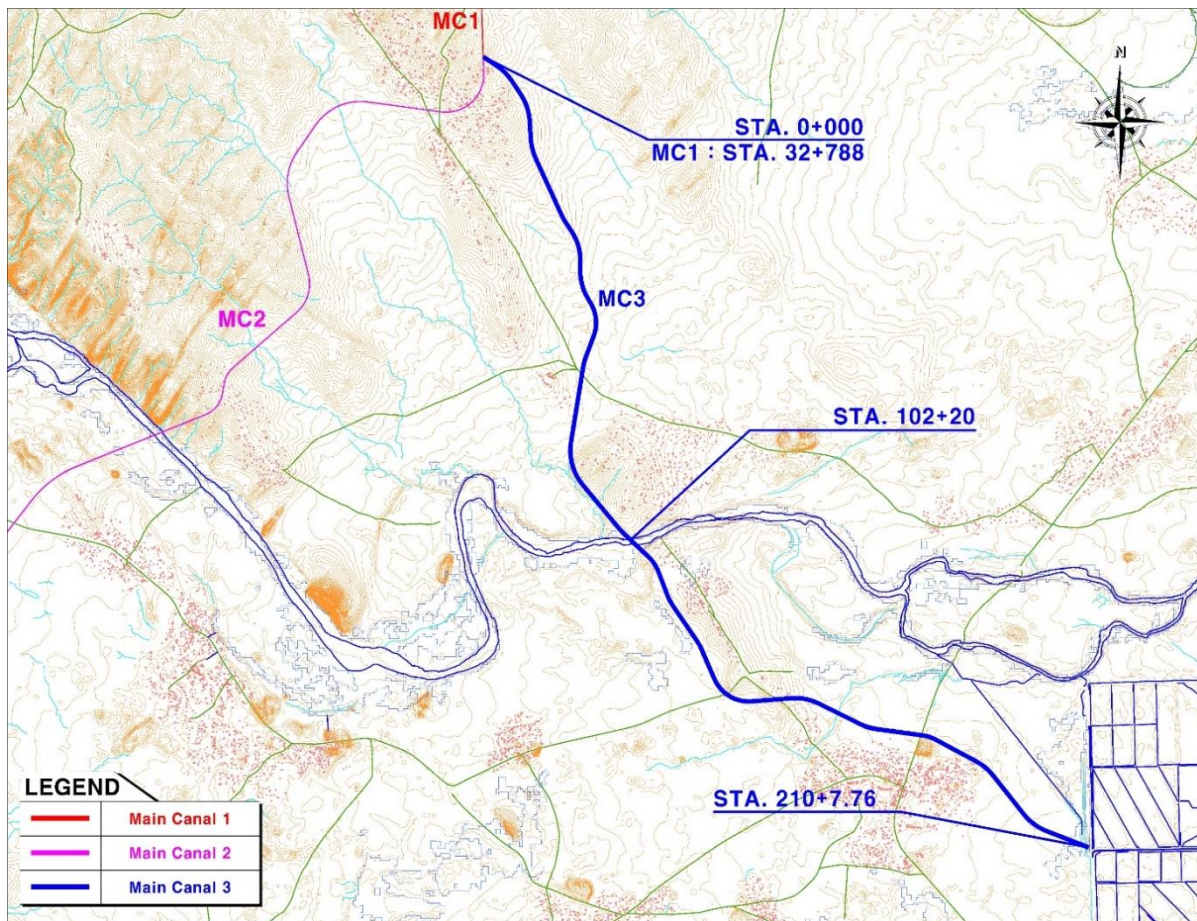 MC1
N
STA. 0+000
MC1 : STA. 32+788
MC3
MC2
STA. 102+20
STA. 210+7.76
LEGEND
Main Canal 1
Main Canal 2
Main Canal 3